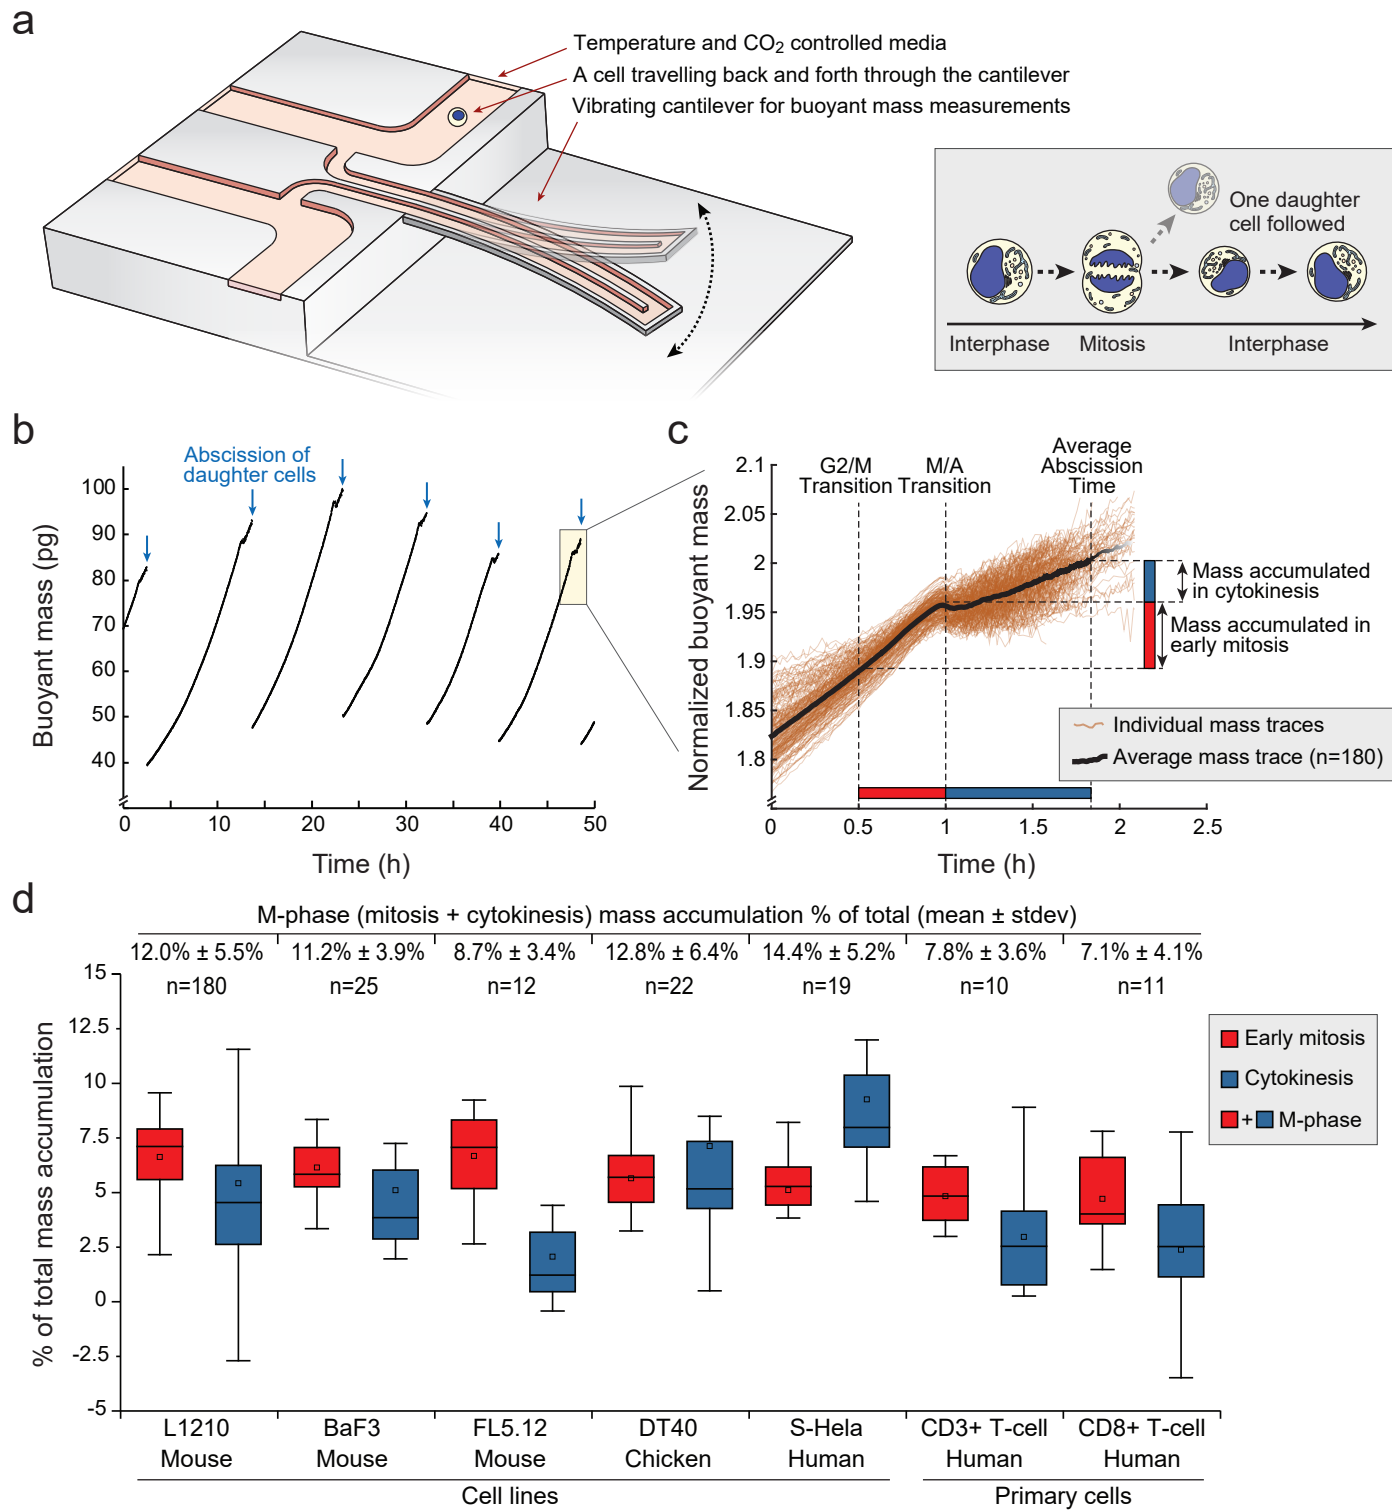 a
Temperature and CO2 controlled media
A cell travelling back and forth through the cantilever
Vibrating cantilever for buoyant mass measurements
One daughter
cell followed
Interphase
Mitosis
Interphase
b
Abscission of
daughter cells
100
90
80
70
60
50
40
Buoyant mass (pg)
0
10
20
30
40
50
Time (h)
c
G2/M
Transition
M/A
Transition
Average
Abscission
Time
2.1
2.05
2
1.95
1.9
1.85
1.8
Normalized buoyant mass
Mass accumulated
in cytokinesis
Mass accumulated in
early mitosis
Individual mass traces
Average mass trace (n=180)
0
0.5
1
1.5
2
2.5
Time (h)
d
M-phase (mitosis + cytokinesis) mass accumulation % of total (mean ± stdev)
12.0% ± 5.5%
11.2% ± 3.9%
8.7% ± 3.4%
12.8% ± 6.4%
14.4% ± 5.2%
7.8% ± 3.6%
7.1% ± 4.1%
n=180
n=25
n=12
n=22
n=19
n=10
n=11
15
12.5
10
7.5
5
2.5
0
-2.5
-5
% of total mass accumulation
Early mitosis
Cytokinesis
+ M-phase
L1210
Mouse
BaF3
Mouse
FL5.12
Mouse
DT40
Chicken
S-Hela
Human
CD3+ T-cell
Human
CD8+ T-cell
Human
Cell lines
Primary cells